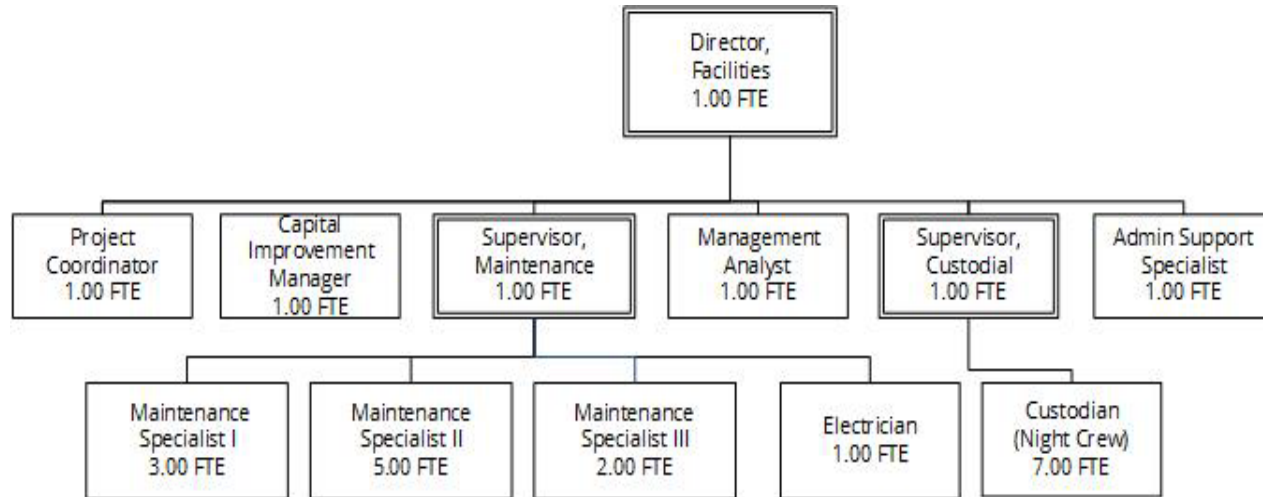 Director,
Facilities
1.00 FTE
Project
Coordinator
1.00 FTE
Capital
Improvement
Manager
1.00 FTE
Supervisor,
Maintenance
1.00 FTE
Management
Analyst
1.00 FTE
Supervisor,
Custodial
1.00 FTE
Admin Support
Specialist
1.00 FTE
Maintenance
Specialist I
3.00 FTE
Maintenance
Specialist II
5.00 FTE
Maintenance
Specialist III
2.00 FTE
Electrician
1.00 FTE
Custodian
(Night Crew)
7.00 FTE